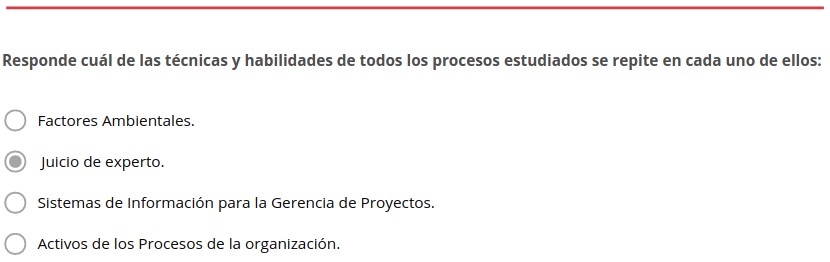 Responde cuál de las técnicas y habilidades de todos los procesos estudiados se repite en cada uno de ellos:
Factores Ambientales.
Juicio de experto.
Sistemas de Información para la Gerencia de Proyectos.
Activos de los Procesos de la organización.